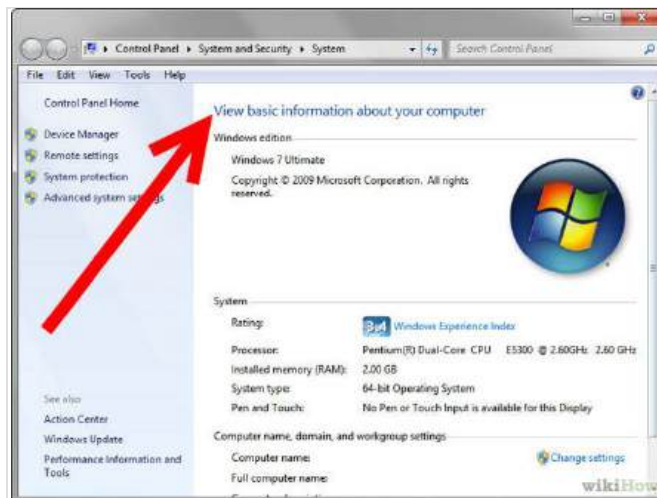 Control Panel ▸ System and Security ▸ System
Search Control Panel
File Edit View Tools Help
Control Panel Home
Device Manager
Remote settings
System protection
Advanced system settings
See also
Action Center
Windows Update
Performance Information and
Tools
View basic information about your computer
Windows edition
Windows 7 Ultimate
Copyright © 2009 Microsoft Corporation. All rights
reserved.
System
Rating:
3.4 Windows Experience Index
Processor: Pentium(R) Dual-Core CPU E5300 @ 2.60GHz 2.60 GHz
Installed memory (RAM): 2.00 GB
System type: 64-bit Operating System
Pen and Touch: No Pen or Touch Input is available for this Display
Computer name, domain, and workgroup settings
Computer name:
Change settings
Full computer name:
wikiHow